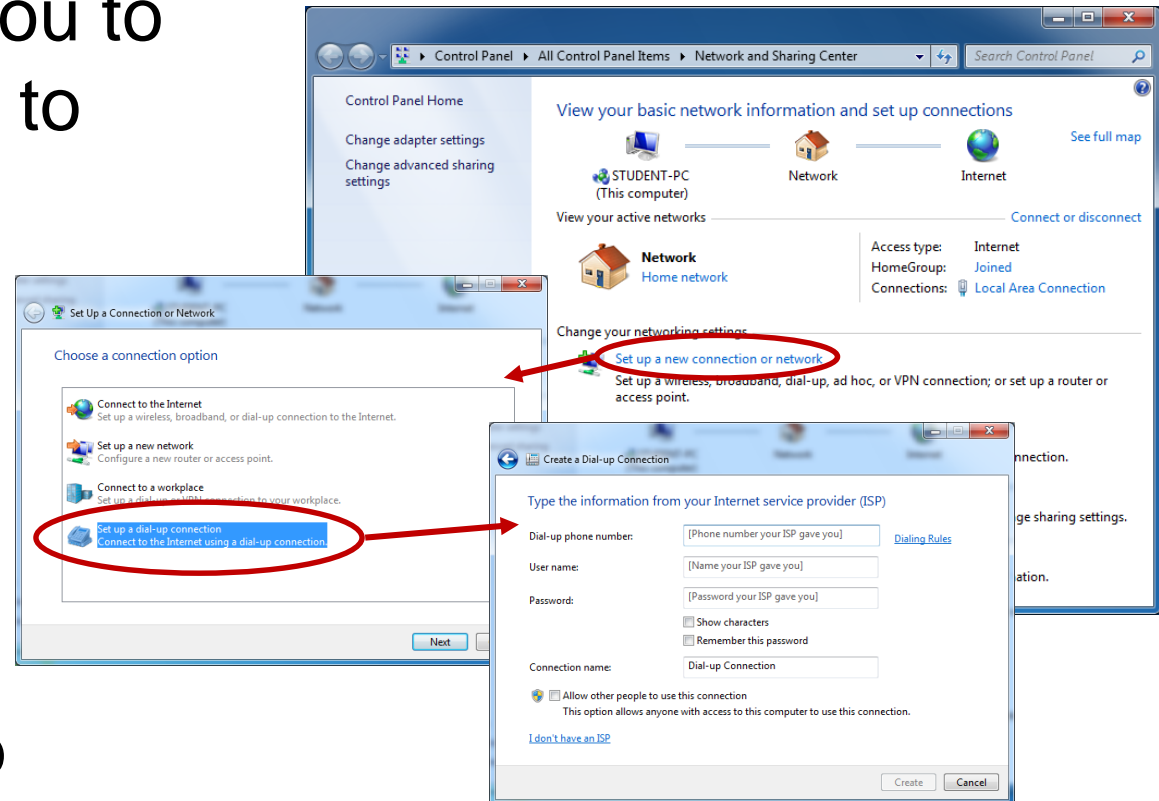 ou to
to
Control Panel ▸ All Control Panel Items ▸ Network and Sharing Center
Search Control Panel
Control Panel Home
Change adapter settings
Change advanced sharing
settings
View your basic network information and set up connections
See full map
STUDENT-PC
(This computer)
Network
Internet
View your active networks
Connect or disconnect
Network
Home network
Access type: Internet
HomeGroup: Joined
Connections: Local Area Connection
Change your networking settings
Set up a new connection or network
Set up a wireless, broadband, dial-up, ad hoc, or VPN connection; or set up a router or
access point.
nnection.
ge sharing settings.
ation.
Set Up a Connection or Network
Choose a connection option
Connect to the Internet
Set up a wireless, broadband, or dial-up connection to the Internet.
Set up a new network
Configure a new router or access point.
Connect to a workplace
Set up a dial-up or VPN connection to your workplace.
Set up a dial-up connection
Connect to the Internet using a dial-up connection.
Next
Create a Dial-up Connection
Type the information from your Internet service provider (ISP)
Dial-up phone number: [Phone number your ISP gave you] Dialing Rules
User name: [Name your ISP gave you]
Password: [Password your ISP gave you]
Show characters
Remember this password
Connection name: Dial-up Connection
Allow other people to use this connection
This option allows anyone with access to this computer to use this connection.
I don't have an ISP
Create Cancel